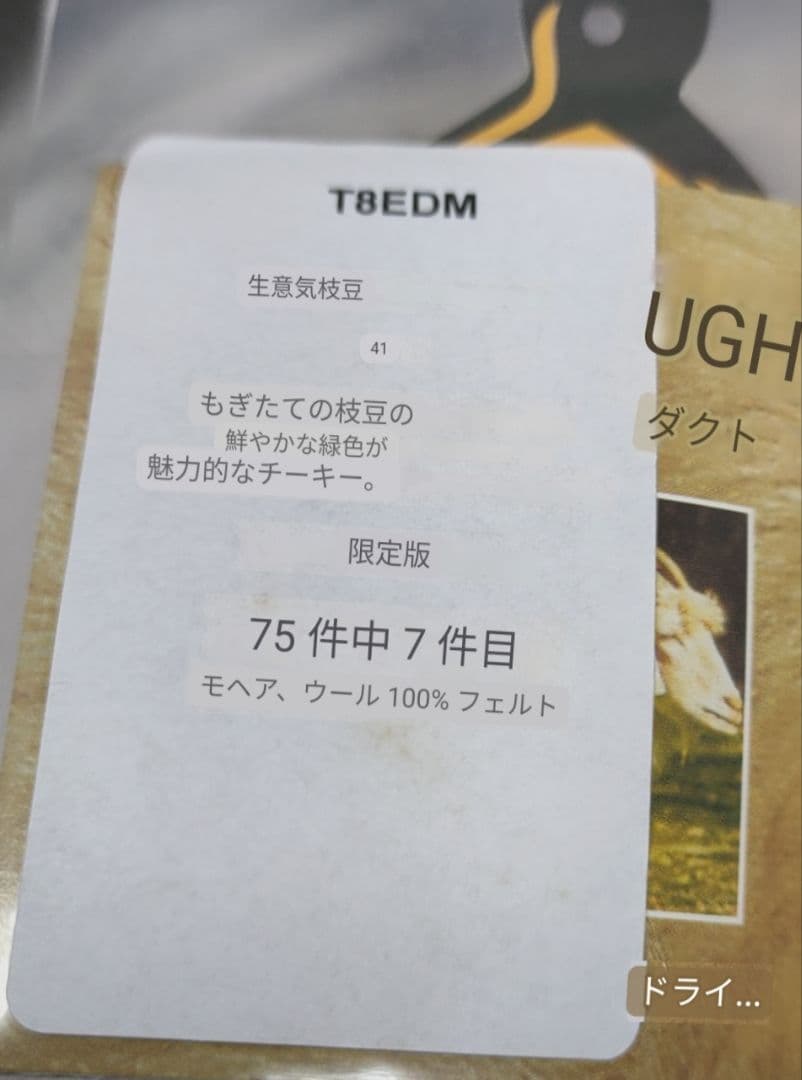 T8EDM
生意気枝豆
41
もぎたての枝豆の
鮮やかな緑色が
魅力的なチーキー。
限定版
75 件中 7 件目
モヘア、ウール 100% フェルト
UGH
ダクト
ドライ...